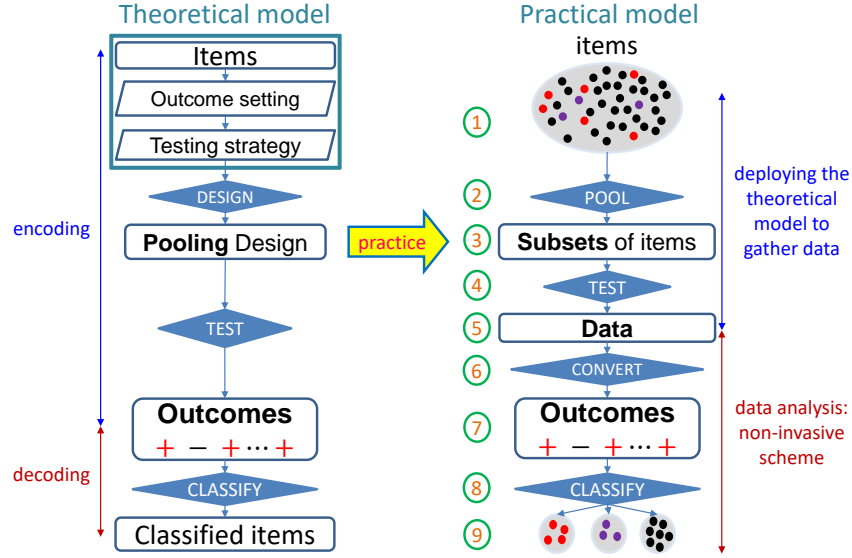 Theoretical model
Items
Outcome setting
Testing strategy
DESIGN
Pooling Design
TEST
Outcomes
+ − + ··· +
CLASSIFY
Classified items
encoding
decoding
practice
Practical model
items
1
2
POOL
3
Subsets of items
4
TEST
5
Data
6
CONVERT
7
Outcomes
+ − + ··· +
8
CLASSIFY
9
deploying the
theoretical
model to
gather data
data analysis:
non-invasive
scheme